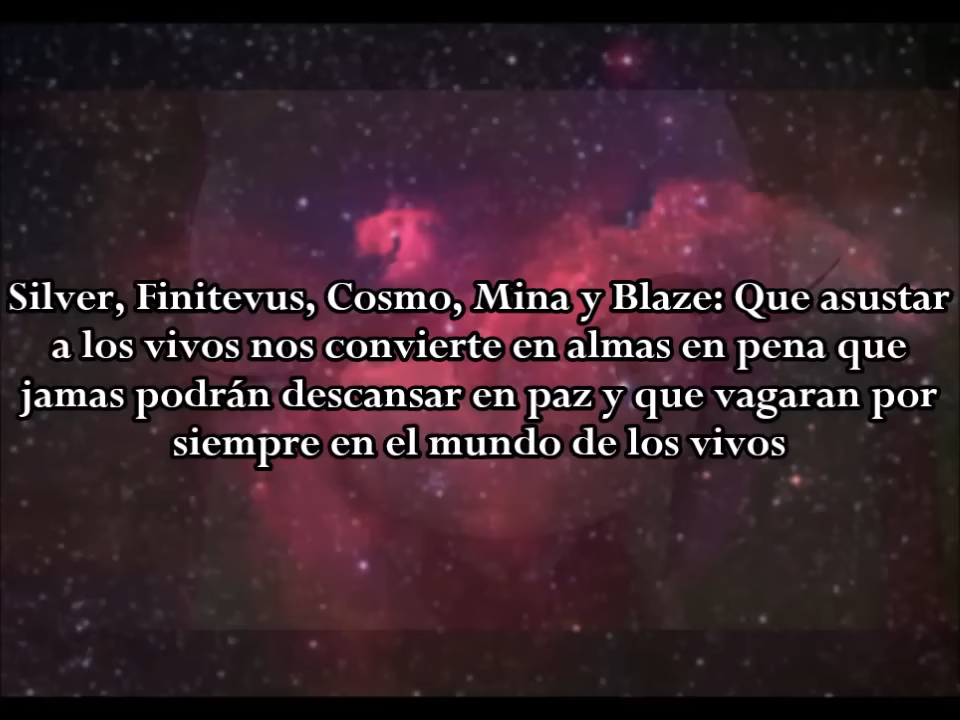 Silver, Finitevus, Cosmo, Mina y Blaze: Que asustar
a los vivos nos convierte en almas en pena que
jamas podrán descansar en paz y que vagaran por
siempre en el mundo de los vivos